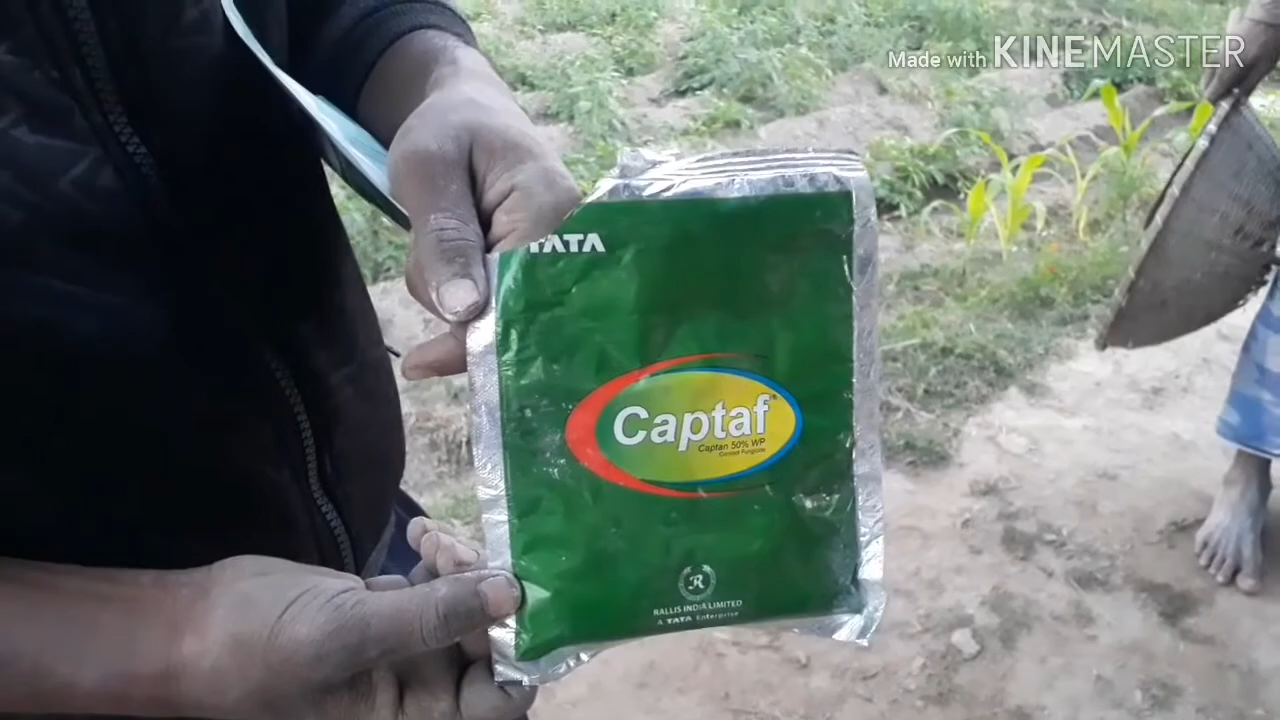 Made with KINEMASTER
TATA
Captaf®
Captan 50% WP
Contact Fungicide
RALLIS INDIA LIMITED
A TATA Enterprise